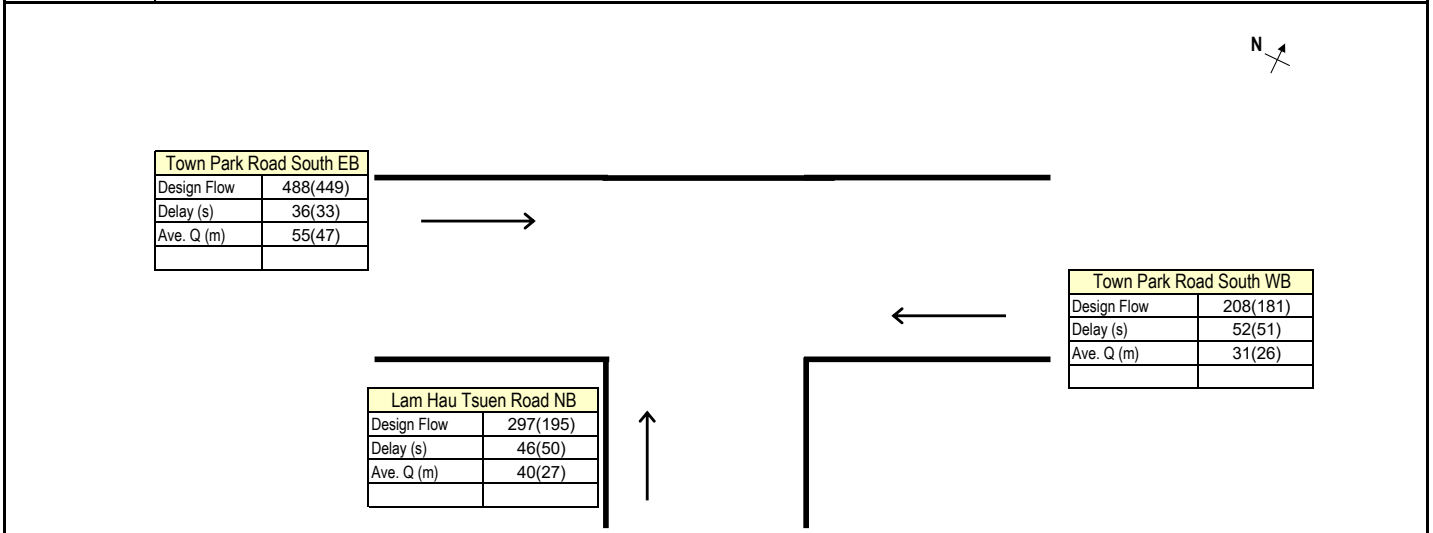 N
Town Park Road South EB
Design Flow 488(449)
Delay (s) 36(33)
Ave. Q (m) 55(47)
Town Park Road South WB
Design Flow 208(181)
Delay (s) 52(51)
Ave. Q (m) 31(26)
Lam Hau Tsuen Road NB
Design Flow 297(195)
Delay (s) 46(50)
Ave. Q (m) 40(27)